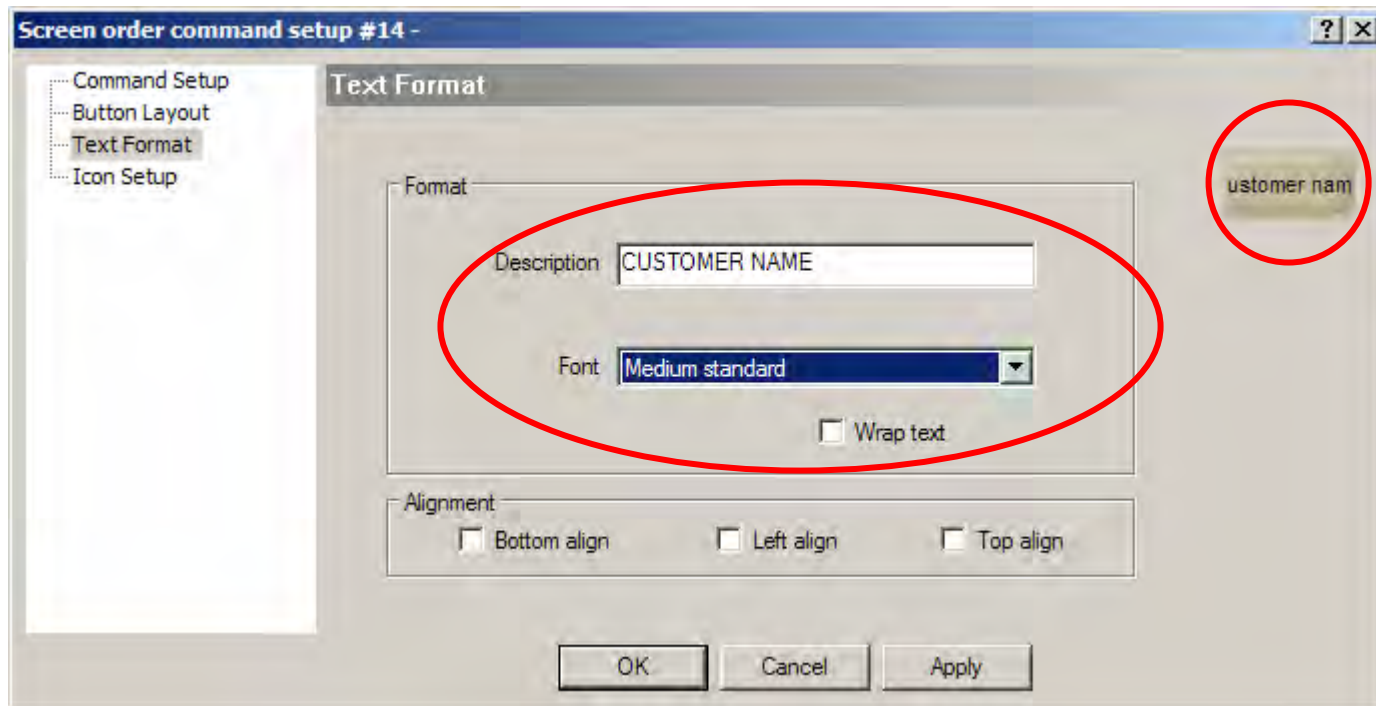 Screen order command setup #14 -
Command Setup
Button Layout
Text Format
Icon Setup
Text Format
ustomer nam
Format
Description CUSTOMER NAME
Font Medium standard
Wrap text
Alignment
Bottom align Left align Top align
OK Cancel Apply